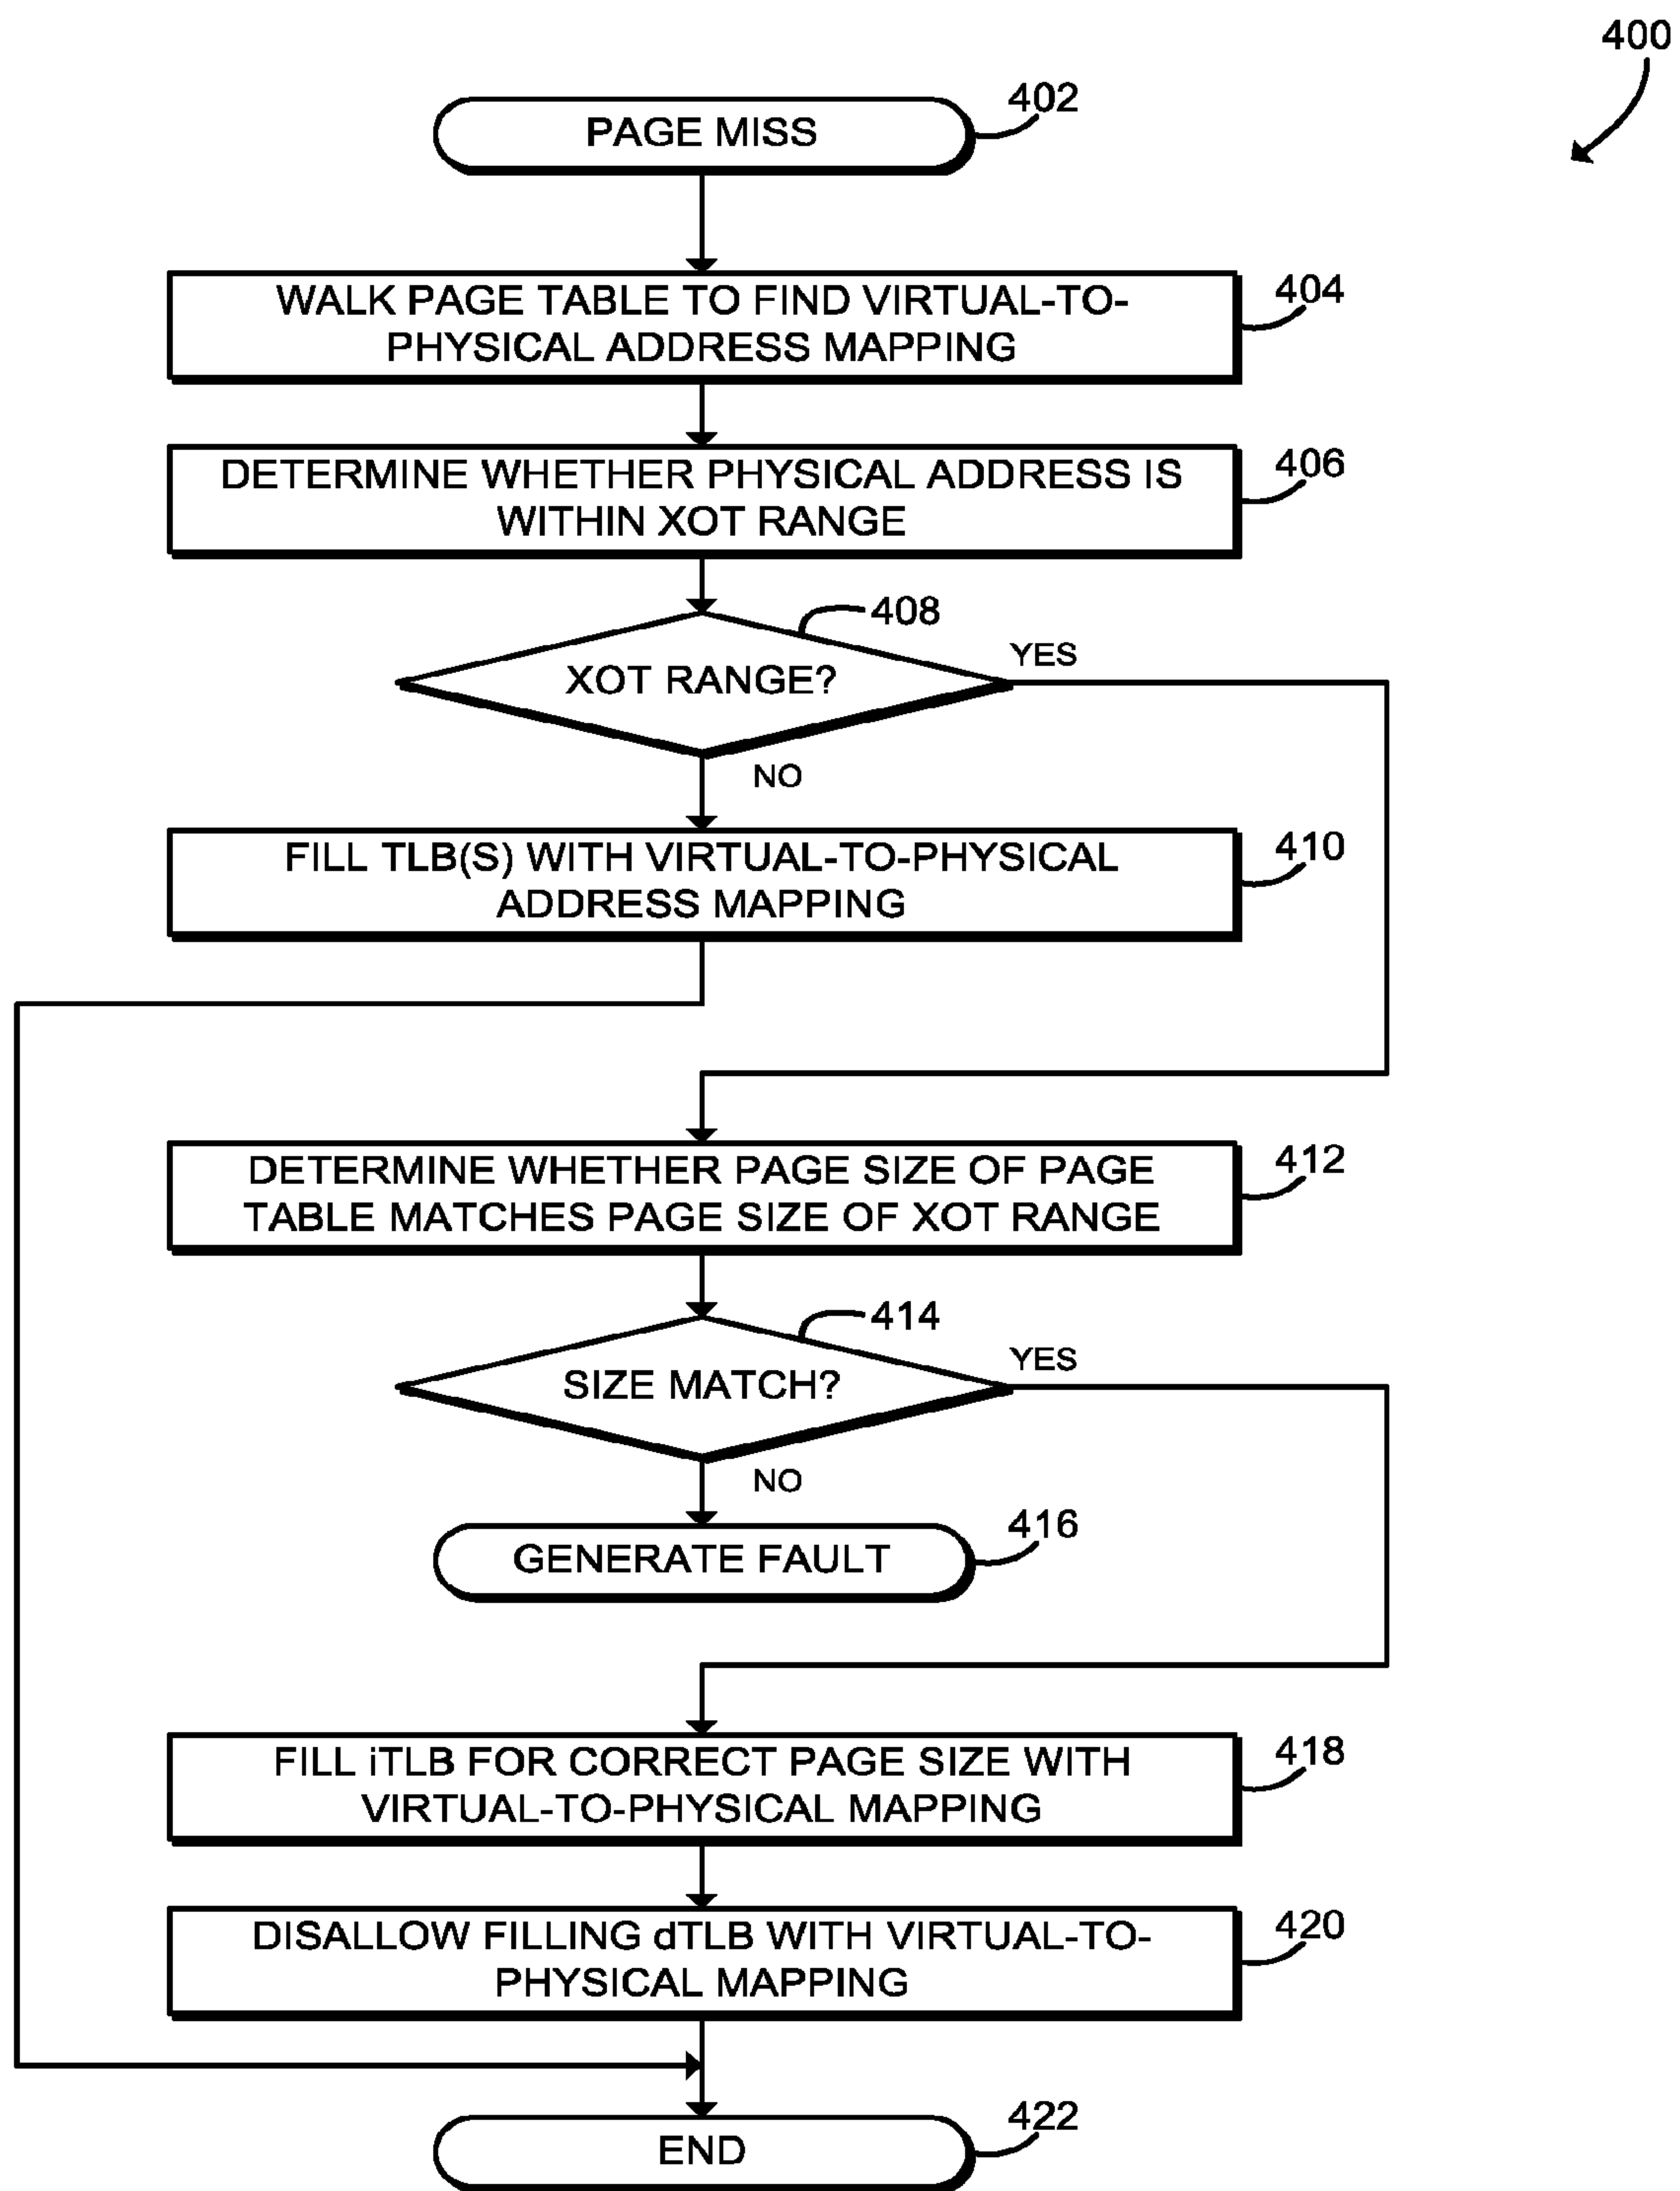 400
PAGE MISS
402
WALK PAGE TABLE TO FIND VIRTUAL-TO-
PHYSICAL ADDRESS MAPPING
404
DETERMINE WHETHER PHYSICAL ADDRESS IS
WITHIN XOT RANGE
406
408
XOT RANGE?
YES
NO
FILL TLB(S) WITH VIRTUAL-TO-PHYSICAL
ADDRESS MAPPING
410
DETERMINE WHETHER PAGE SIZE OF PAGE
TABLE MATCHES PAGE SIZE OF XOT RANGE
412
414
SIZE MATCH?
YES
NO
GENERATE FAULT
416
FILL iTLB FOR CORRECT PAGE SIZE WITH
VIRTUAL-TO-PHYSICAL MAPPING
418
DISALLOW FILLING dTLB WITH VIRTUAL-TO-
PHYSICAL MAPPING
420
END
422